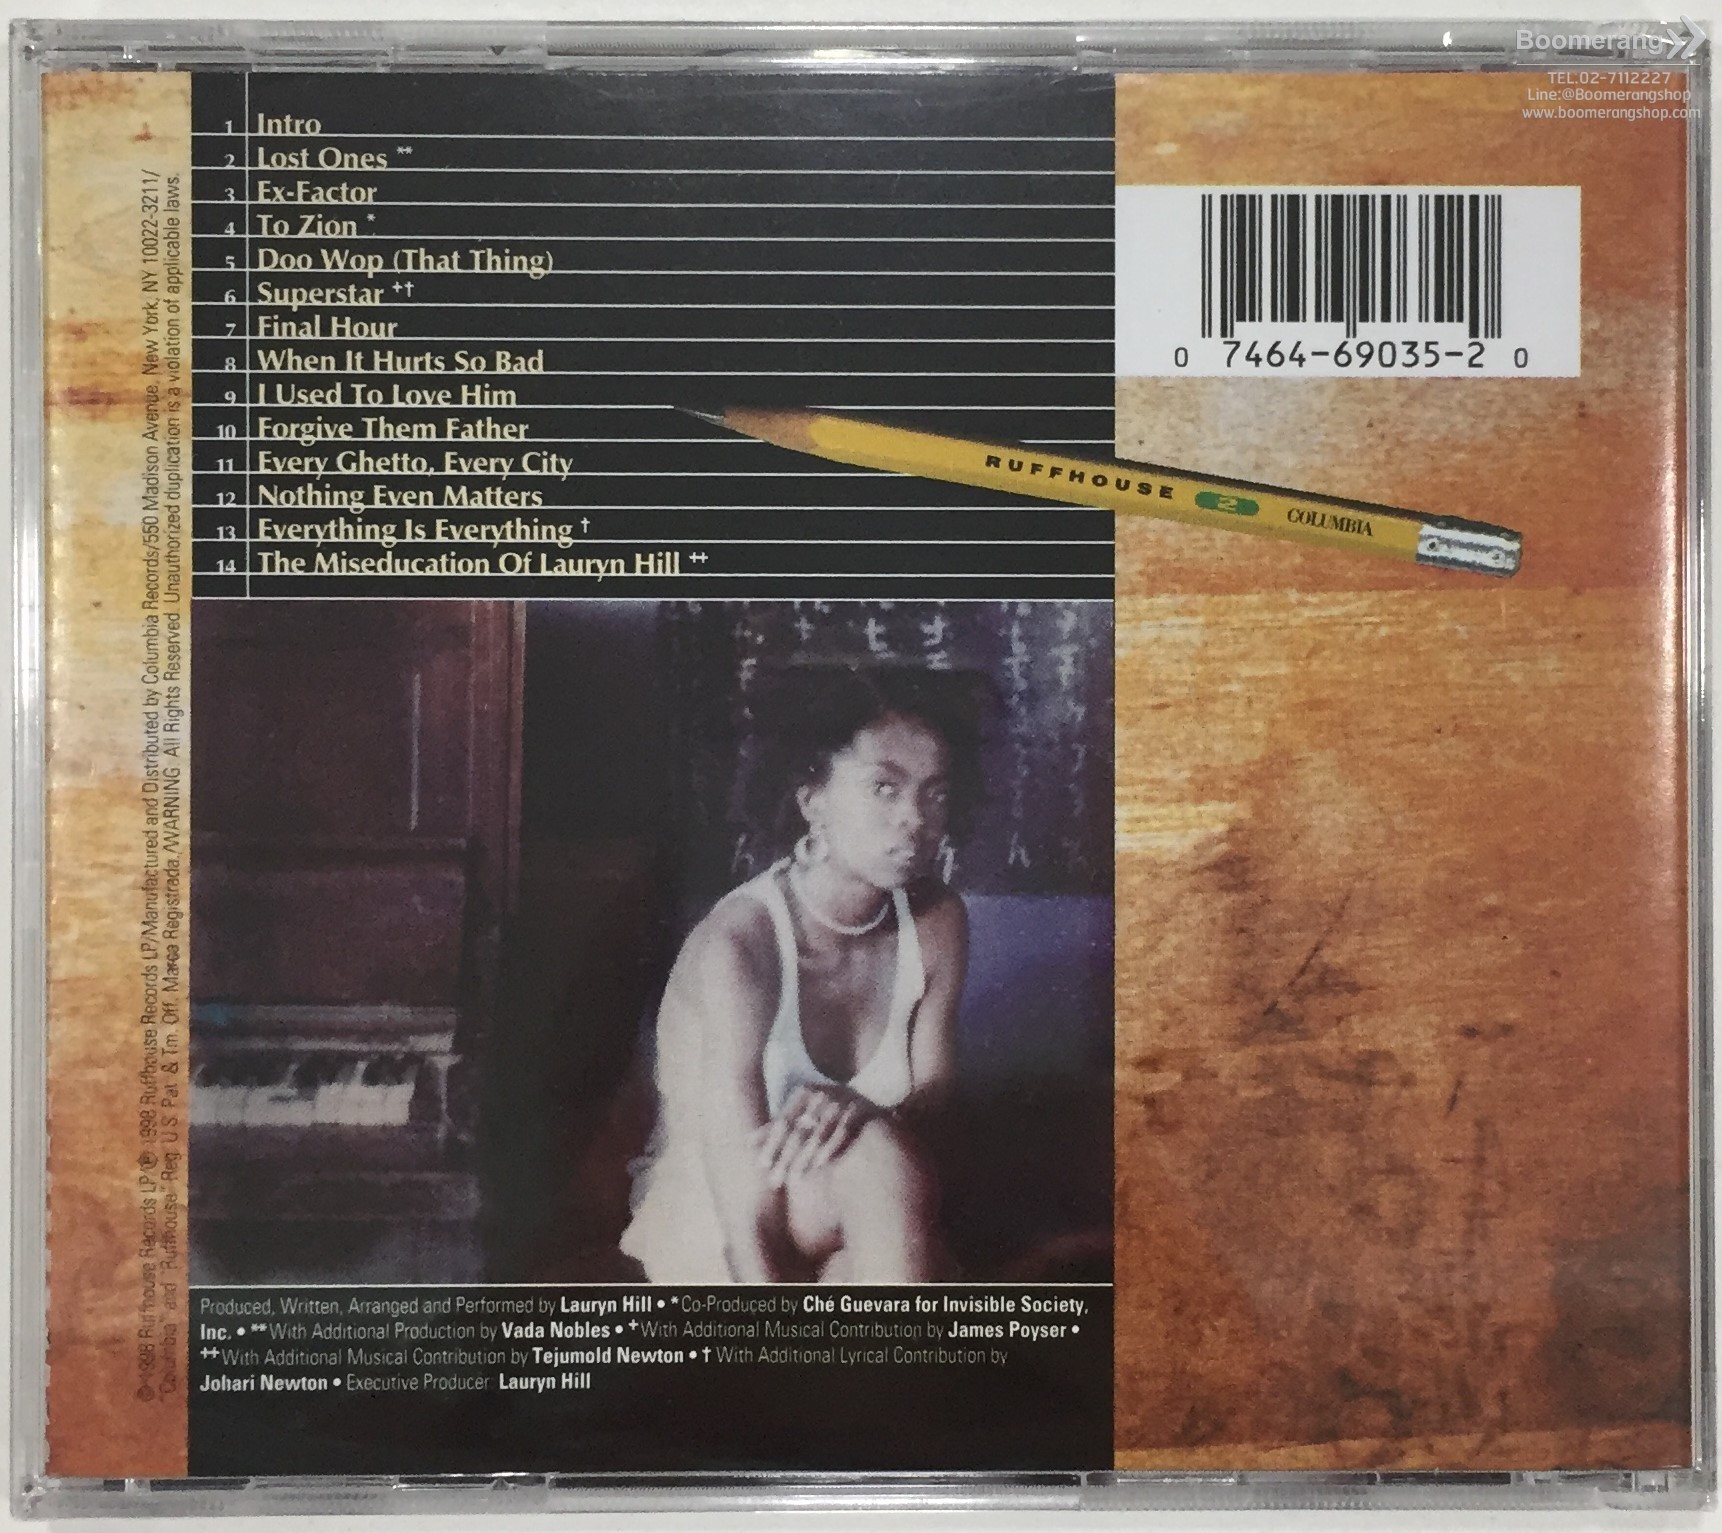 Boomerang
TEL.02-7112227
Line:@Boomerangshop
www.boomerangshop.com
1 Intro
2 Lost Ones **
3 Ex-Factor
4 To Zion *
5 Doo Wop (That Thing)
6 Superstar +†
7 Final Hour
8 When It Hurts So Bad
9 I Used To Love Him
10 Forgive Them Father
11 Every Ghetto, Every City
12 Nothing Even Matters
13 Everything Is Everything †
14 The Miseducation Of Lauryn Hill ++
0 7464-69035-2 0
RUFFHOUSE 2 COLUMBIA
Produced, Written, Arranged and Performed by Lauryn Hill • *Co-Produced by Ché Guevara for Invisible Society,
Inc. • **With Additional Production by Vada Nobles • +With Additional Musical Contribution by James Poyser •
++With Additional Musical Contribution by Tejumold Newton • † With Additional Lyrical Contribution by
Johari Newton • Executive Producer: Lauryn Hill
©1998 Ruffhouse Records LP/℗ 1998 Ruffhouse Records LP/Manufactured and Distributed by Columbia Records/550 Madison Avenue, New York, NY 10022-3211/
"Columbia" and "Ruffhouse" Reg. U.S. Pat. & Tm. Off. Marca Registrada./WARNING: All Rights Reserved. Unauthorized duplication is a violation of applicable laws.